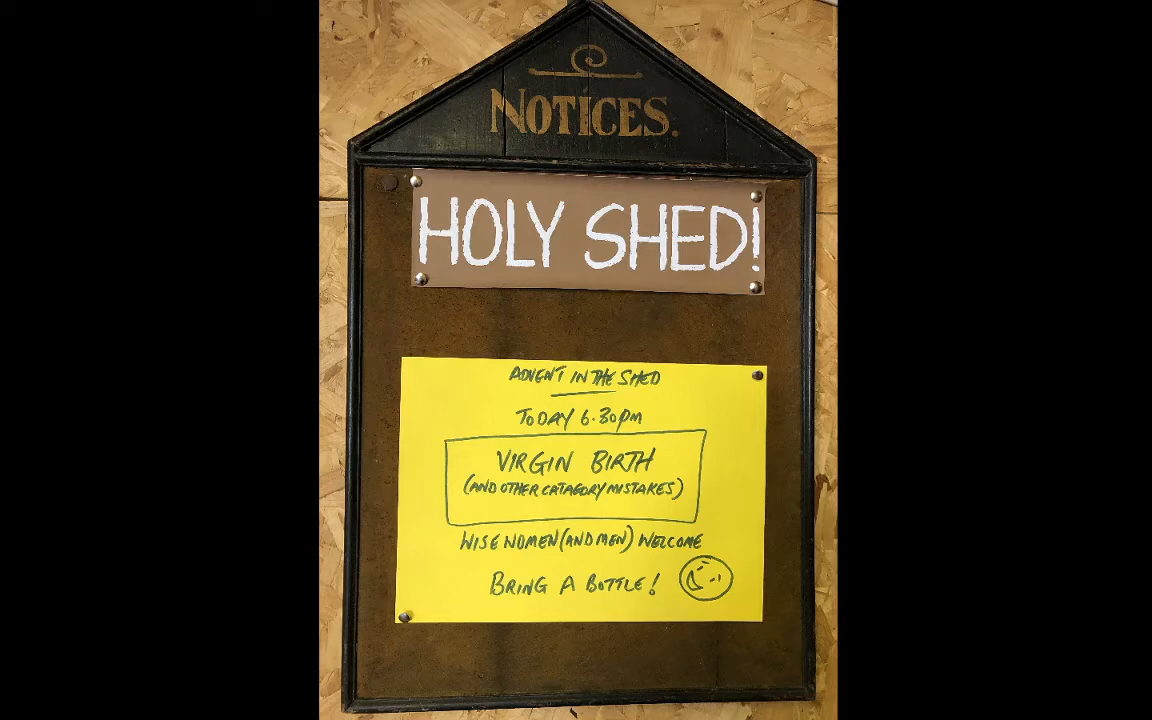 NOTICES.
HOLY SHED!
ADVENT IN THE SHED
TODAY 6.30PM
VIRGIN BIRTH
(AND OTHER CATAGORY MISTAKES)
WISE WOMEN (AND MEN) WELCOME
BRING A BOTTLE!